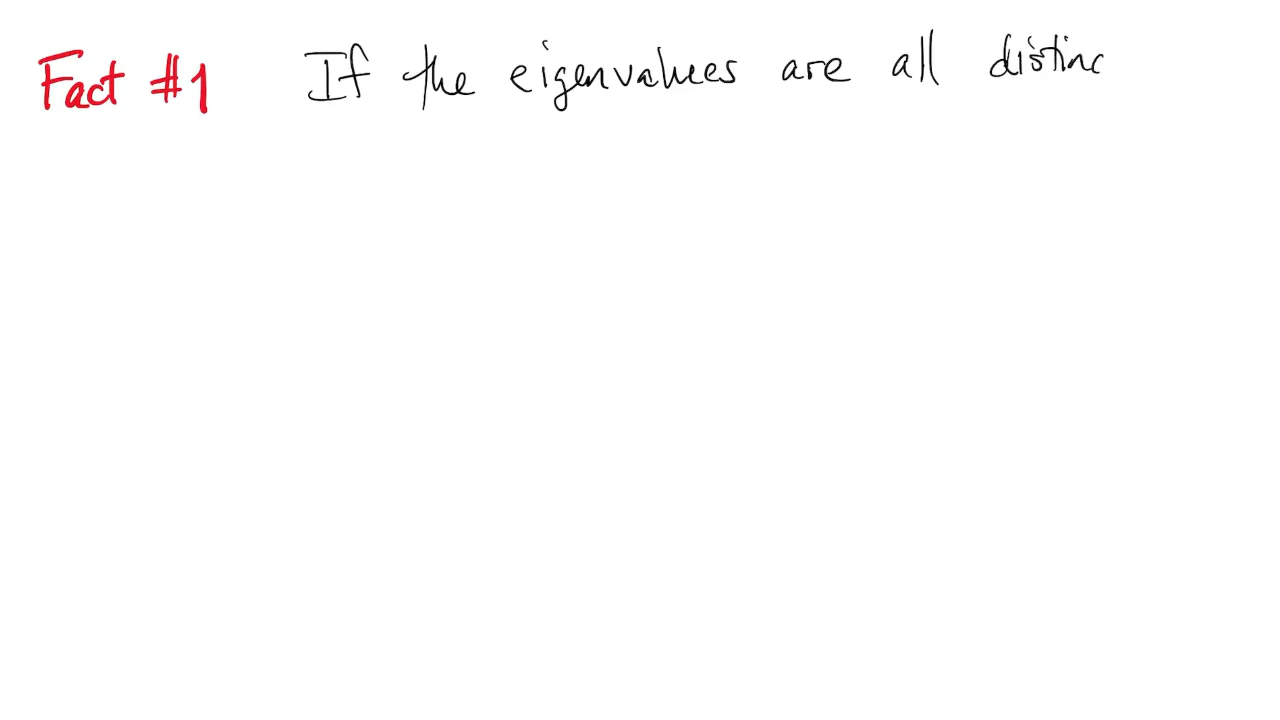 Fact #1 If the eigenvalues are all distinc